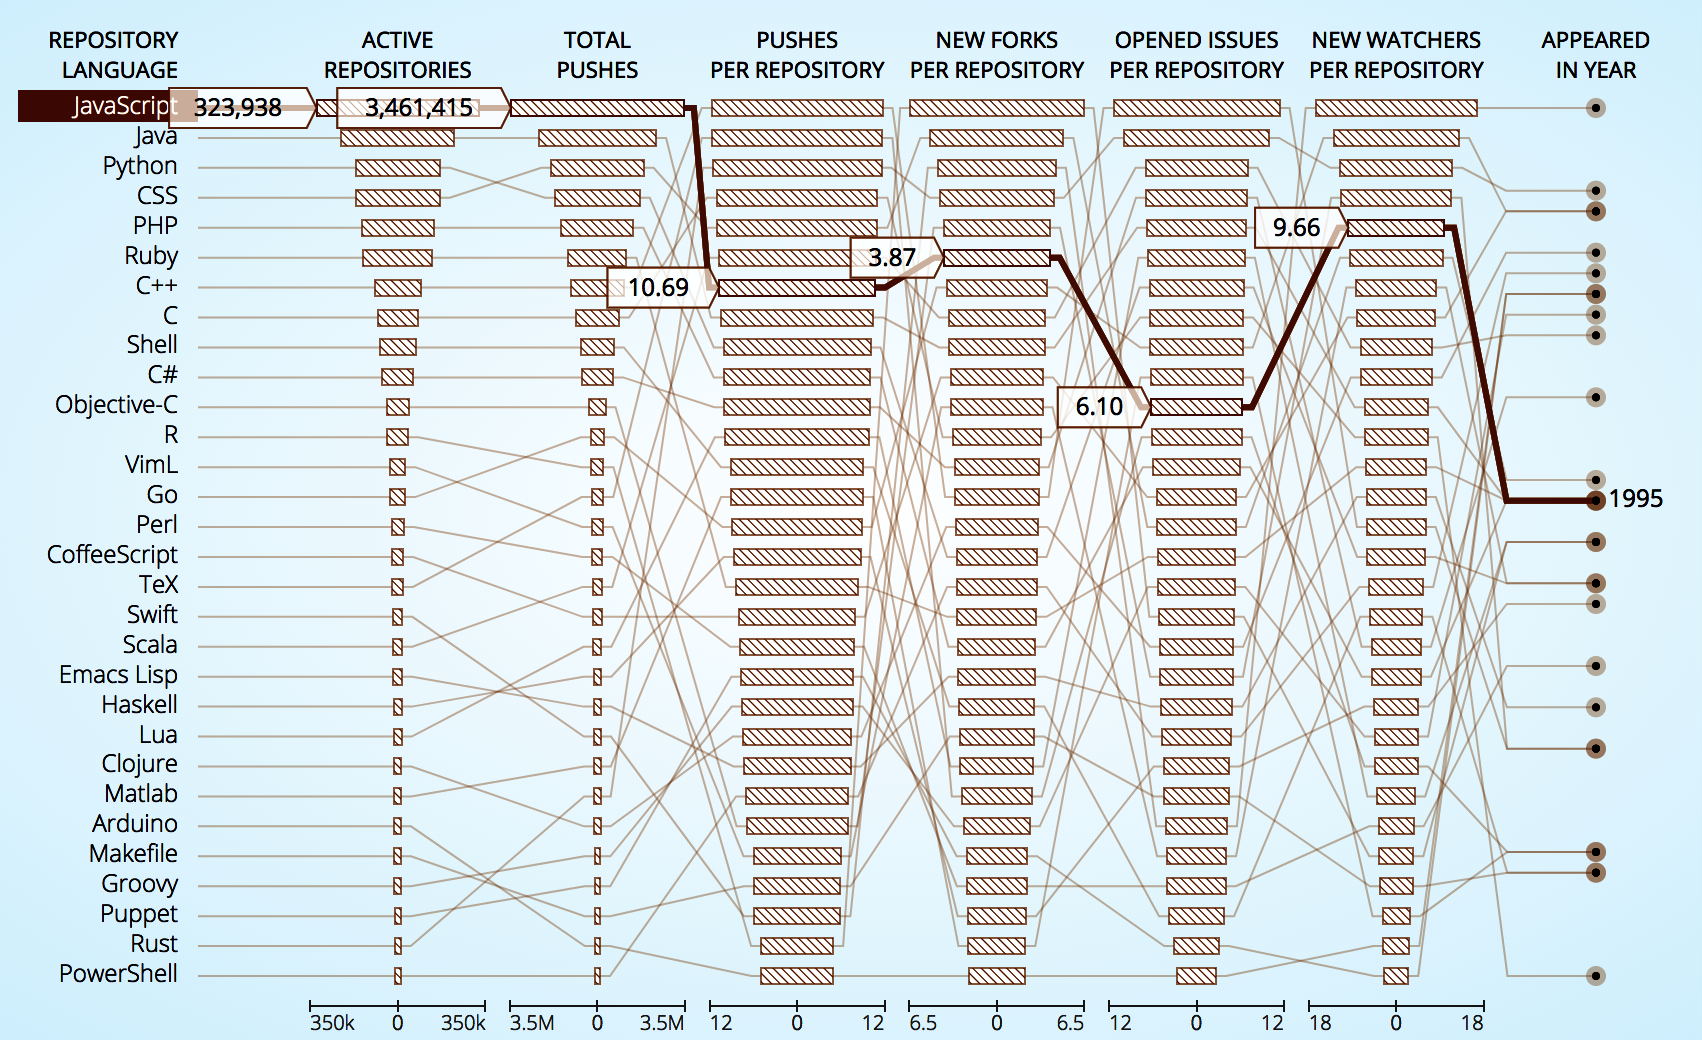 REPOSITORY LANGUAGE
ACTIVE REPOSITORIES
TOTAL PUSHES
PUSHES PER REPOSITORY
NEW FORKS PER REPOSITORY
OPENED ISSUES PER REPOSITORY
NEW WATCHERS PER REPOSITORY
APPEARED IN YEAR
JavaScript
323,938
3,461,415
Java
Python
CSS
PHP
9.66
Ruby
3.87
C++
10.69
C
Shell
C#
Objective-C
6.10
R
VimL
Go
1995
Perl
CoffeeScript
TeX
Swift
Scala
Emacs Lisp
Haskell
Lua
Clojure
Matlab
Arduino
Makefile
Groovy
Puppet
Rust
PowerShell
350k 0 350k
3.5M 0 3.5M
12 0 12
6.5 0 6.5
12 0 12
18 0 18